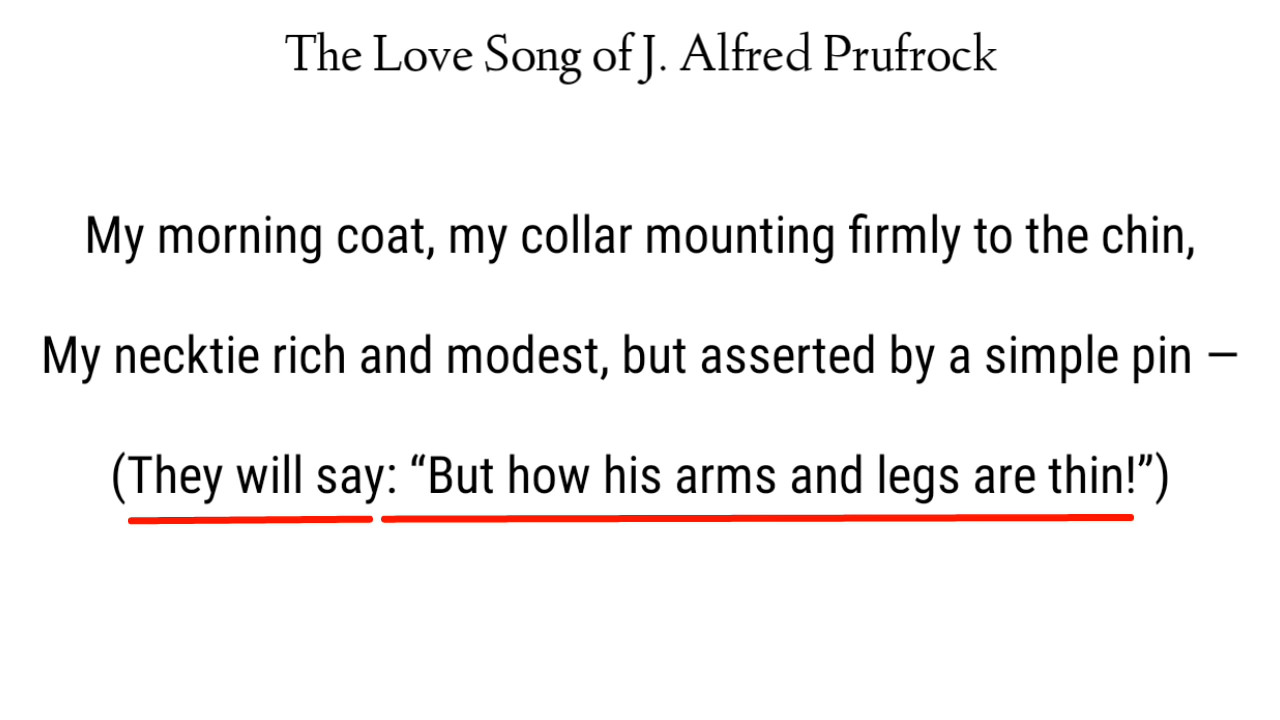 The Love Song of J. Alfred Prufrock
My morning coat, my collar mounting firmly to the chin,
My necktie rich and modest, but asserted by a simple pin —
(They will say: “But how his arms and legs are thin!”)